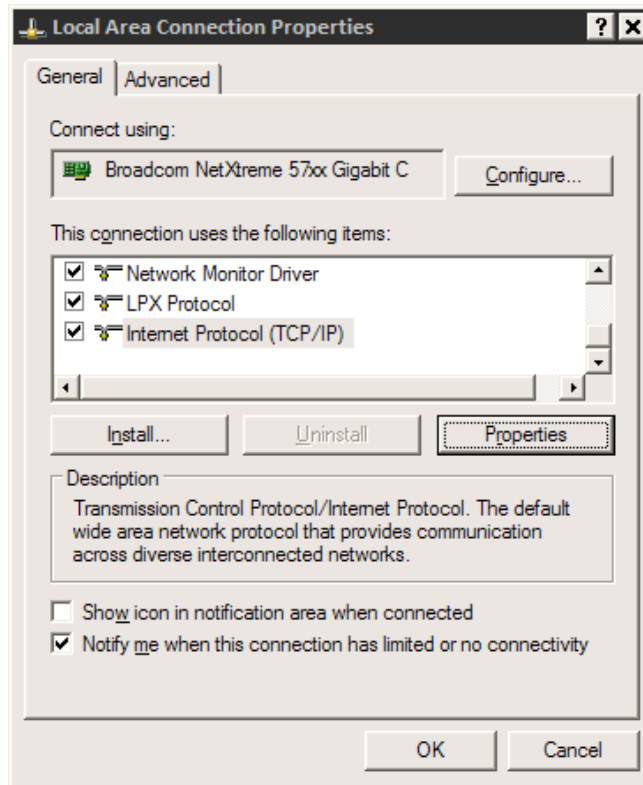 Local Area Connection Properties
General
Advanced
Connect using:
Broadcom NetXtreme 57xx Gigabit C
Configure...
This connection uses the following items:
Network Monitor Driver
LPX Protocol
Internet Protocol (TCP/IP)
Install...
Uninstall
Properties
Description
Transmission Control Protocol/Internet Protocol. The default
wide area network protocol that provides communication
across diverse interconnected networks.
Show icon in notification area when connected
Notify me when this connection has limited or no connectivity
OK
Cancel